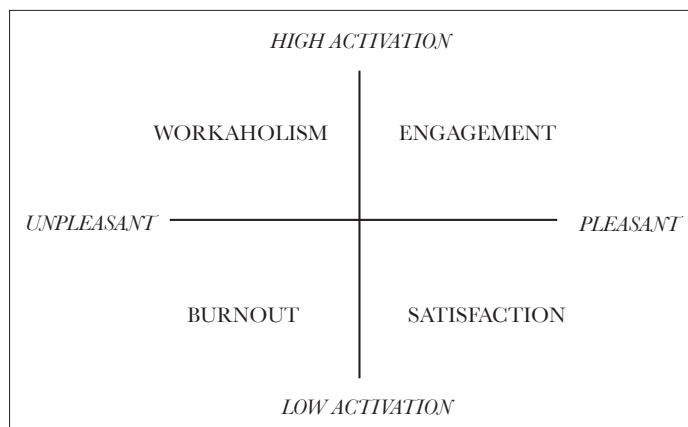 HIGH ACTIVATION
WORKAHOLISM ENGAGEMENT
UNPLEASANT PLEASANT
BURNOUT SATISFACTION
LOW ACTIVATION